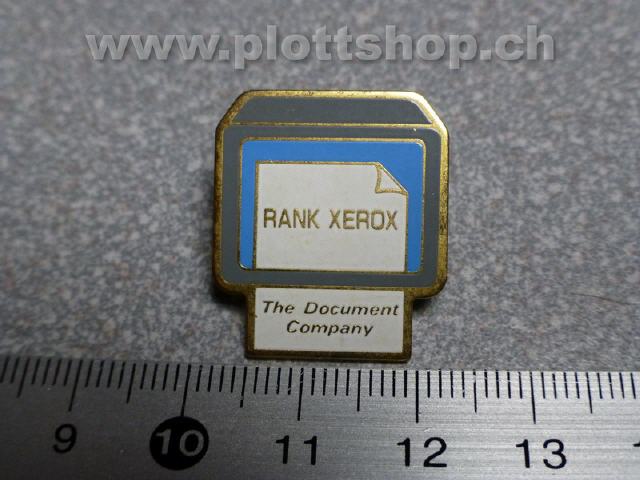 www.plottshop.ch
RANK XEROX
The Document
Company
9 10 11 12 13